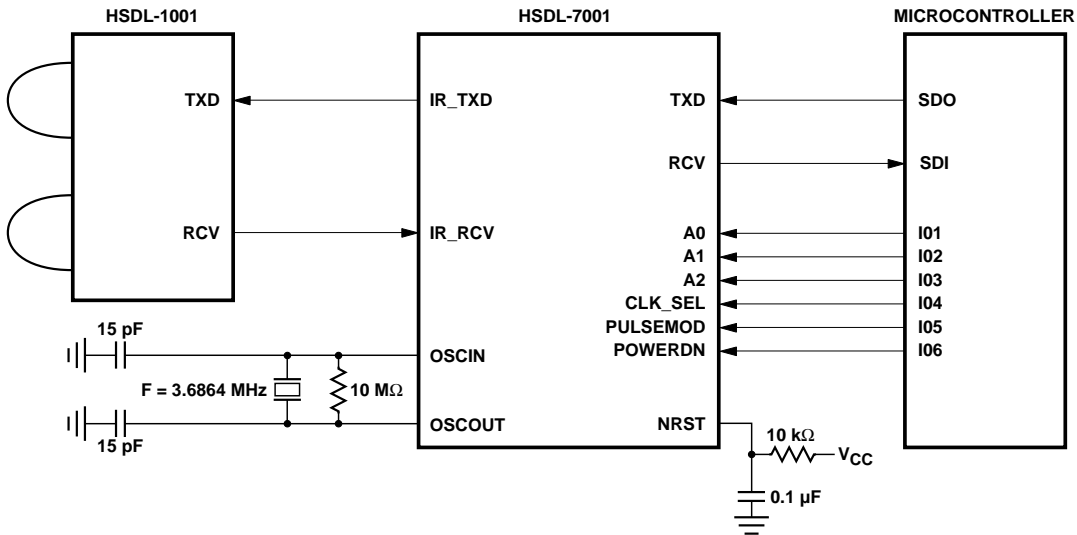 HSDL-1001
HSDL-7001
MICROCONTROLLER
TXD
IR_TXD
TXD
SDO
RCV
SDI
RCV
IR_RCV
A0
I01
A1
I02
A2
I03
CLK_SEL
I04
PULSEMOD
I05
POWERDN
I06
15 pF
OSCIN
F = 3.6864 MHz
10 MΩ
OSCOUT
15 pF
NRST
10 kΩ
VCC
0.1 µF